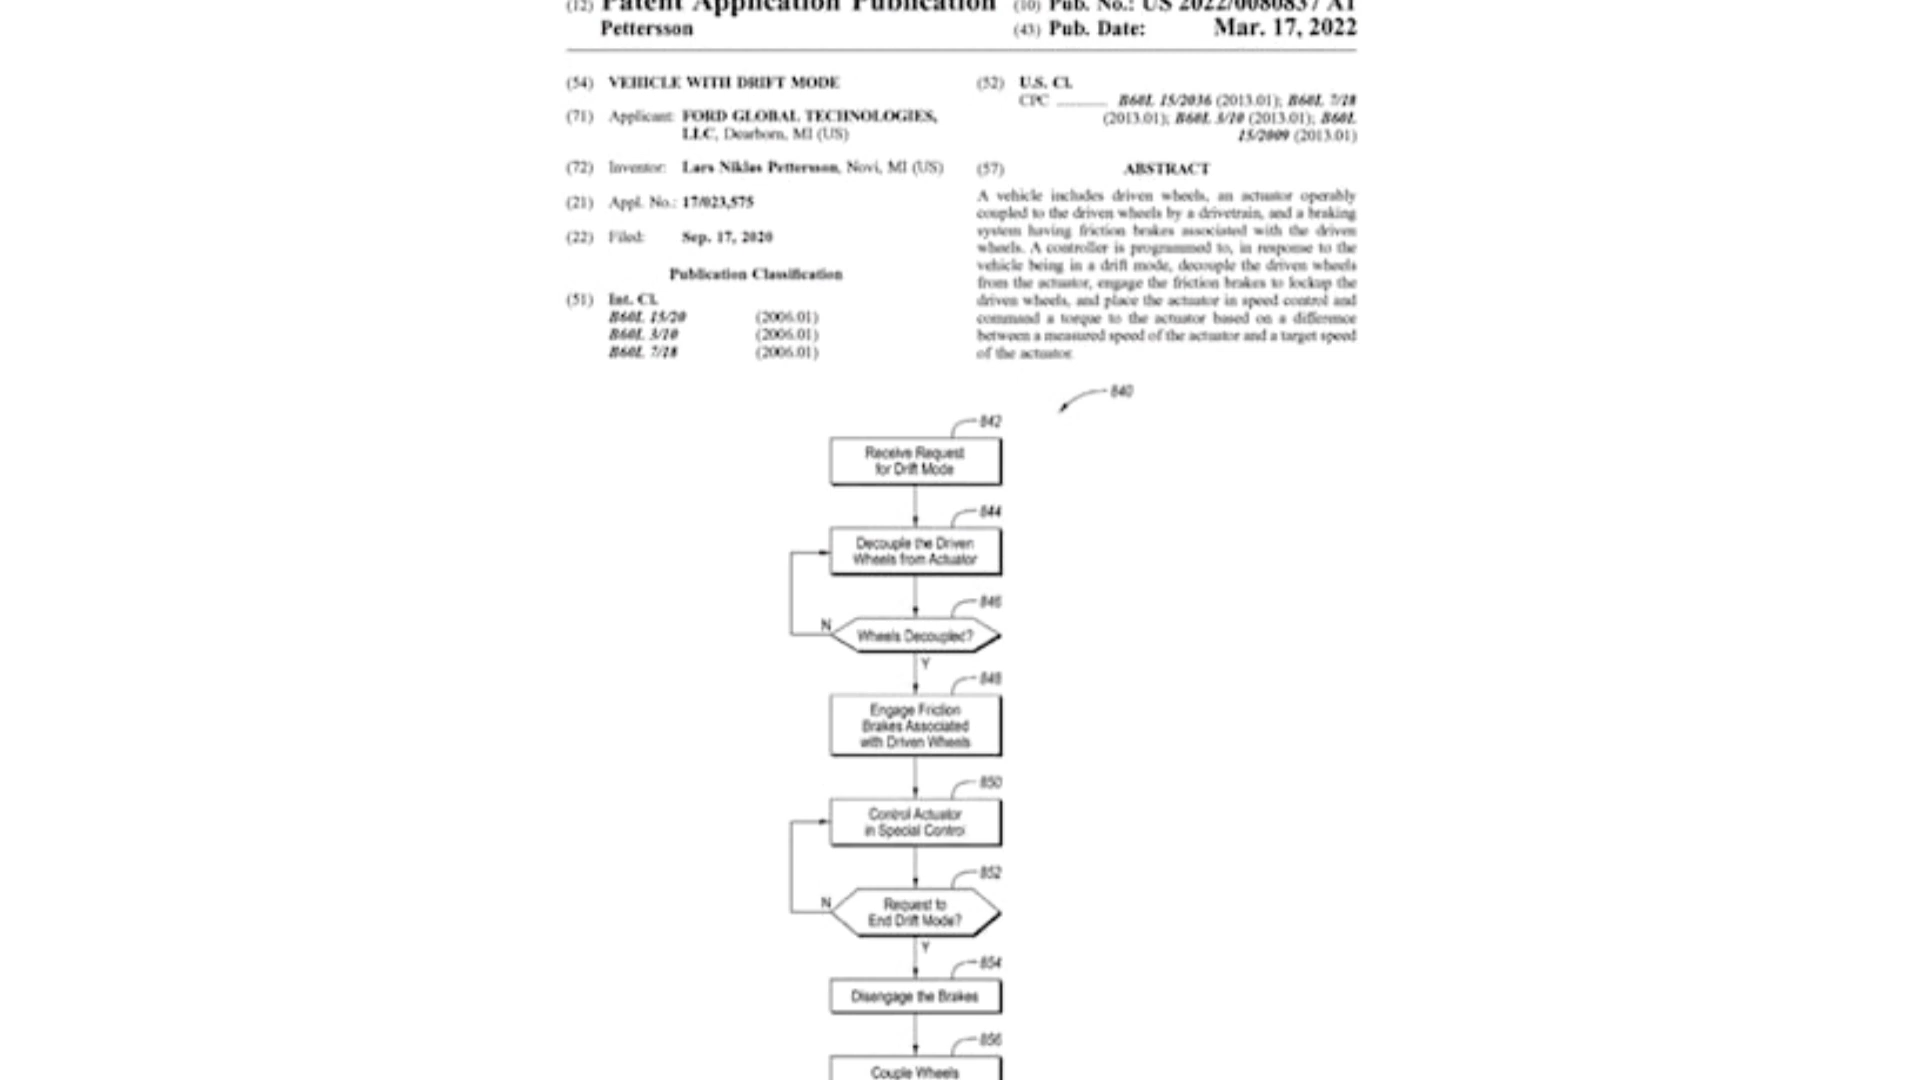 (12) Patent Application Publication
(10) Pub. No.: US 2022/0080837 A1
Pettersson
(43) Pub. Date: Mar. 17, 2022
(54) VEHICLE WITH DRIFT MODE
(71) Applicant: FORD GLOBAL TECHNOLOGIES,
LLC, Dearborn, MI (US)
(72) Inventor: Lars Niklas Pettersson, Novi, MI (US)
(21) Appl. No.: 17/023,575
(22) Filed: Sep. 17, 2020
Publication Classification
(51) Int. Cl.
B60L 15/20 (2006.01)
B60L 3/10 (2006.01)
B60L 7/18 (2006.01)
(52) U.S. Cl.
CPC .......... B60L 15/2036 (2013.01); B60L 7/18
(2013.01); B60L 3/10 (2013.01); B60L
15/2009 (2013.01)
(57) ABSTRACT
A vehicle includes driven wheels, an actuator operably
coupled to the driven wheels by a drivetrain, and a braking
system having friction brakes associated with the driven
wheels. A controller is programmed to, in response to the
vehicle being in a drift mode, decouple the driven wheels
from the actuator, engage the friction brakes to lockup the
driven wheels, and place the actuator in speed control and
command a torque to the actuator based on a difference
between a measured speed of the actuator and a target speed
of the actuator.
840
842
Receive Request
for Drift Mode
844
Decouple the Driven
Wheels from Actuator
846
N
Wheels Decoupled?
Y
848
Engage Friction
Brakes Associated
with Driven Wheels
850
Control Actuator
in Special Control
852
N
Request to
End Drift Mode?
Y
854
Disengage the Brakes
856
Couple Wheels